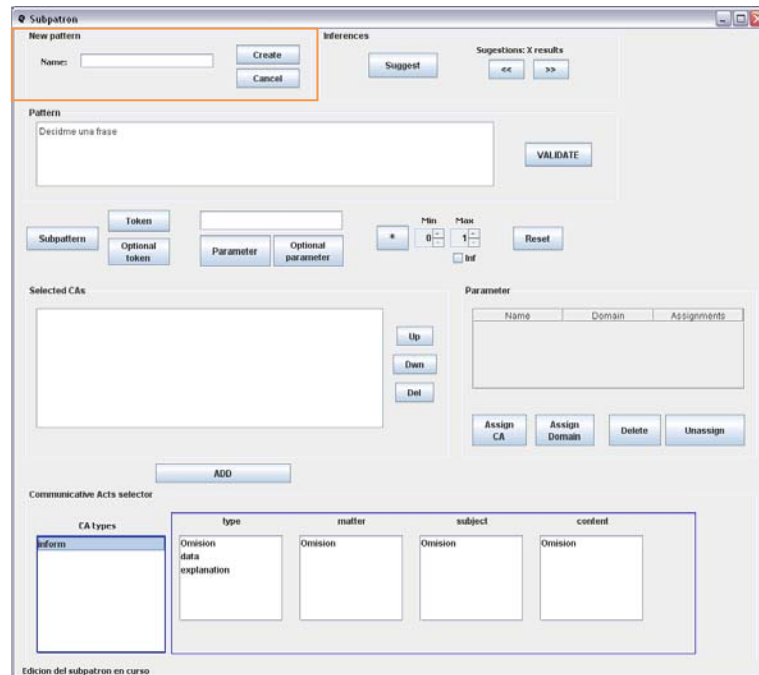 Subpatron
New pattern
Name:
Create
Cancel
Inferences
Suggest
Sugestions: X results
<< >>
Pattern
Decidme una frase
VALIDATE
Subpattern
Token
Optional
token
Parameter
Optional
parameter
*
Min Max
0 1
Inf
Reset
Selected CAs
Up
Dwn
Del
Parameter
Name Domain Assignments
Assign
CA
Assign
Domain
Delete
Unassign
ADD
Communicative Acts selector
CA types
inform
type
Omision
data
explanation
matter
Omision
subject
Omision
content
Omision
Edicion del subpatron en curso